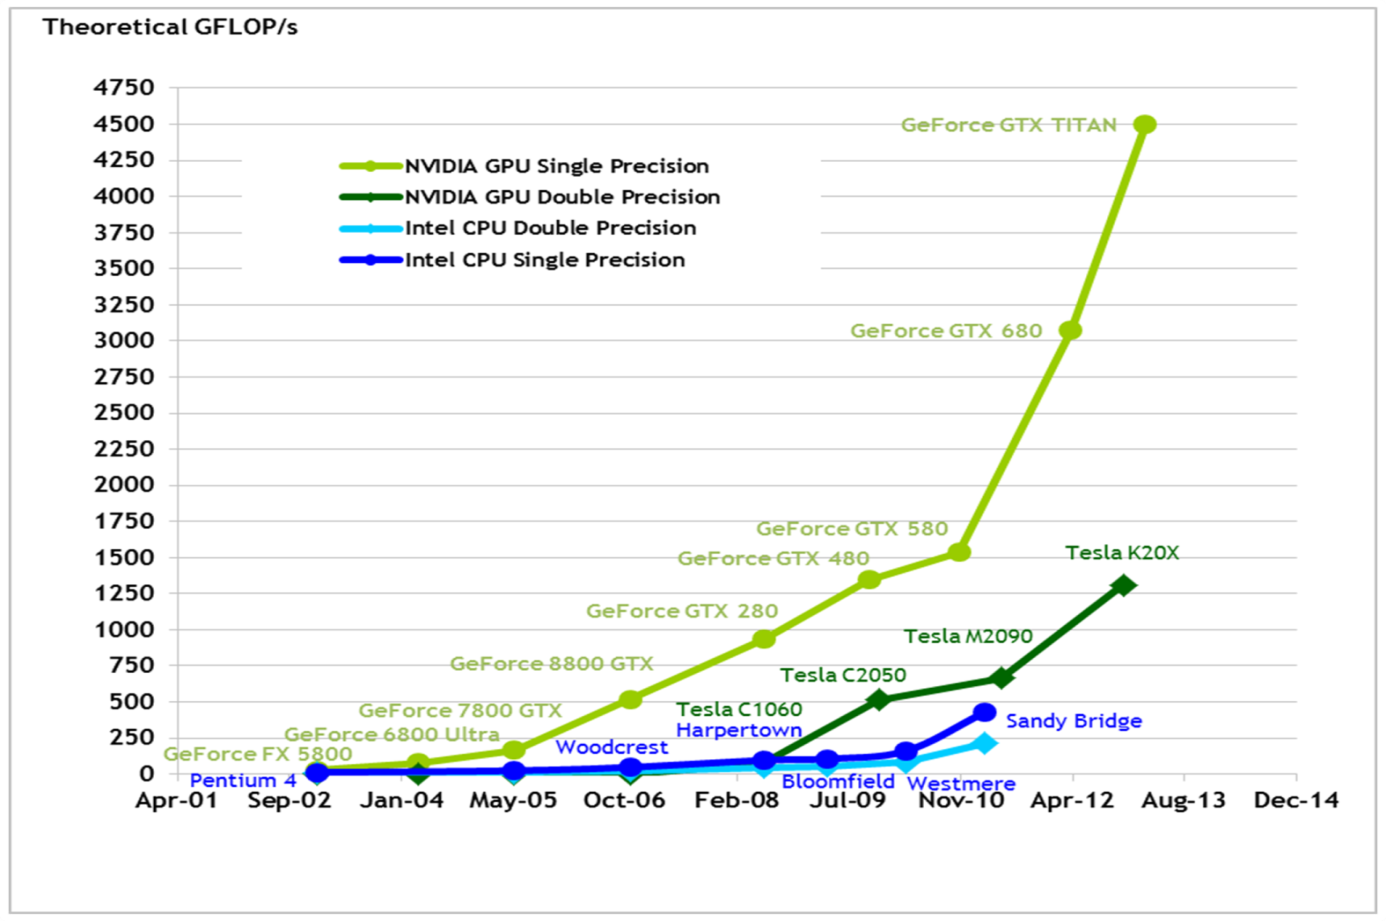 Theoretical GFLOP/s
4750
4500
4250
4000
3750
3500
3250
3000
2750
2500
2250
2000
1750
1500
1250
1000
750
500
250
0
NVIDIA GPU Single Precision
NVIDIA GPU Double Precision
Intel CPU Double Precision
Intel CPU Single Precision
GeForce GTX TITAN
GeForce GTX 680
GeForce GTX 580
GeForce GTX 480
GeForce GTX 280
GeForce 8800 GTX
GeForce 7800 GTX
GeForce 6800 Ultra
GeForce FX 5800
Tesla K20X
Tesla M2090
Tesla C2050
Tesla C1060
Harpertown
Sandy Bridge
Woodcrest
Pentium 4
Bloomfield
Westmere
Apr-01
Sep-02
Jan-04
May-05
Oct-06
Feb-08
Jul-09
Nov-10
Apr-12
Aug-13
Dec-14